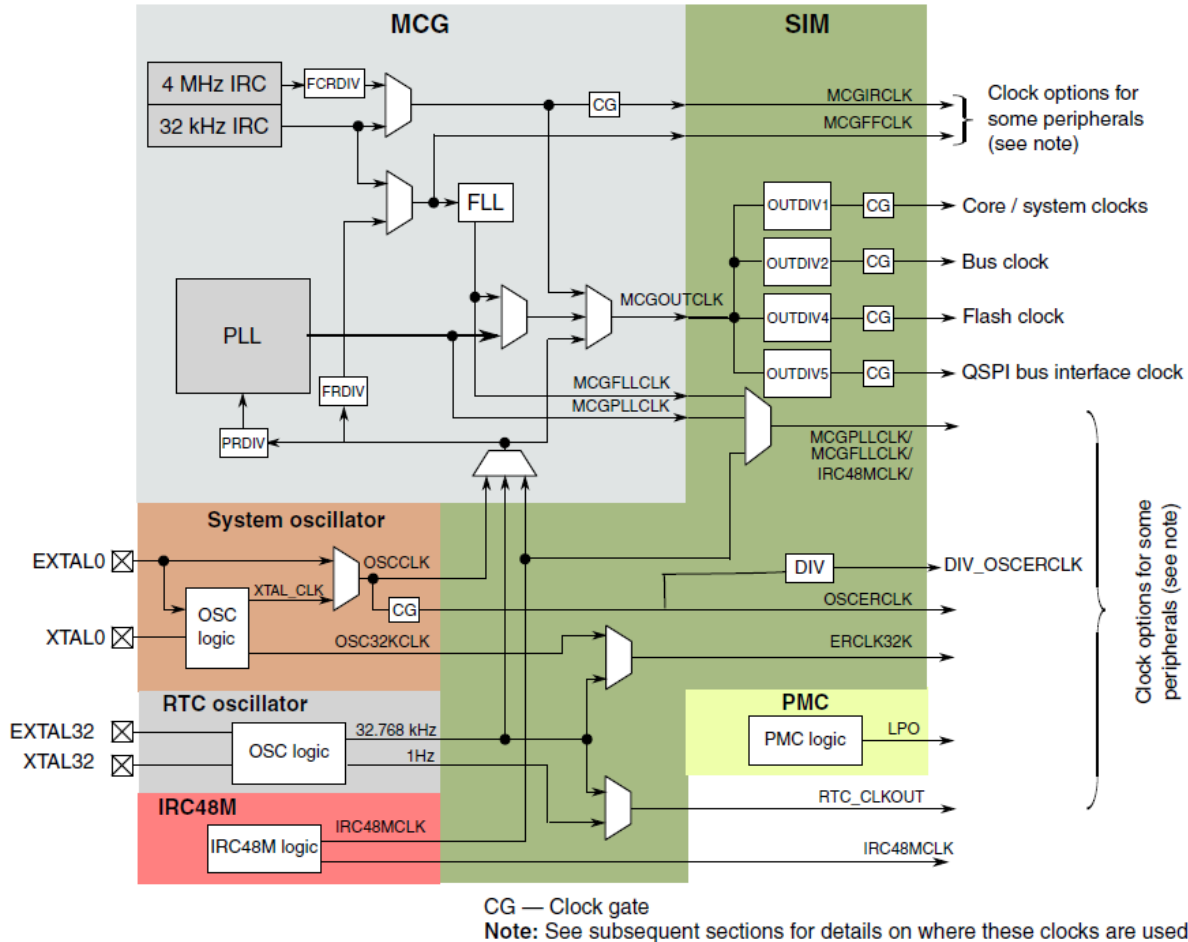 MCG
SIM
4 MHz IRC
FCRDIV
32 kHz IRC
CG
MCGIRCLK
MCGFFCLK
Clock options for
some peripherals
(see note)
FLL
OUTDIV1
CG
Core / system clocks
OUTDIV2
CG
Bus clock
PLL
MCGOUTCLK
OUTDIV4
CG
Flash clock
OUTDIV5
CG
QSPI bus interface clock
FRDIV
MCGFLLCLK
MCGPLLCLK
PRDIV
MCGPLLCLK/
MCGFLLCLK/
IRC48MCLK/
System oscillator
EXTAL0
OSCCLK
XTAL_CLK
OSC
logic
CG
DIV
DIV_OSCERCLK
OSCERCLK
XTAL0
OSC32KCLK
ERCLK32K
Clock options for some
peripherals (see note)
RTC oscillator
PMC
EXTAL32
32.768 kHz
OSC logic
PMC logic
LPO
XTAL32
1Hz
RTC_CLKOUT
IRC48M
IRC48MCLK
IRC48M logic
IRC48MCLK
CG — Clock gate
Note: See subsequent sections for details on where these clocks are used